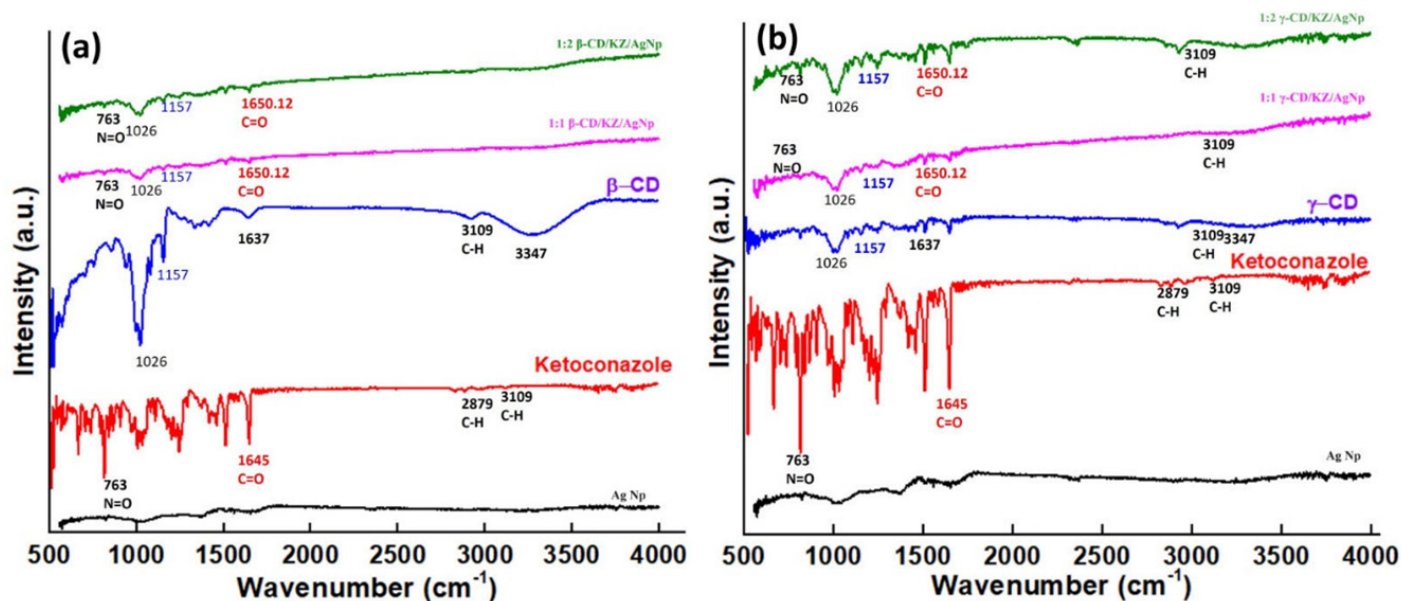 (a)
1:2 β-CD/KZ/AgNp
763
N=O
1026
1157
1650.12
C=O
1:1 β-CD/KZ/AgNp
763
N=O
1026
1157
1650.12
C=O
β-CD
1157
1637
3109
C-H
3347
1026
Ketoconazole
2879
C-H
3109
C-H
1645
C=O
763
N=O
Ag Np
Intensity (a.u.)
500 1000 1500 2000 2500 3000 3500 4000
Wavenumber (cm-1)
(b)
1:2 γ-CD/KZ/AgNp
763
N=O
1026
1157
1650.12
C=O
3109
C-H
1:1 γ-CD/KZ/AgNp
763
N=O
1026
1157
1650.12
C=O
3109
C-H
γ-CD
1026
1157
1637
3109
C-H
3347
Ketoconazole
2879
C-H
3109
C-H
1645
C=O
763
N=O
Ag Np
Intensity (a.u.)
500 1000 1500 2000 2500 3000 3500 4000
Wavenumber (cm-1)